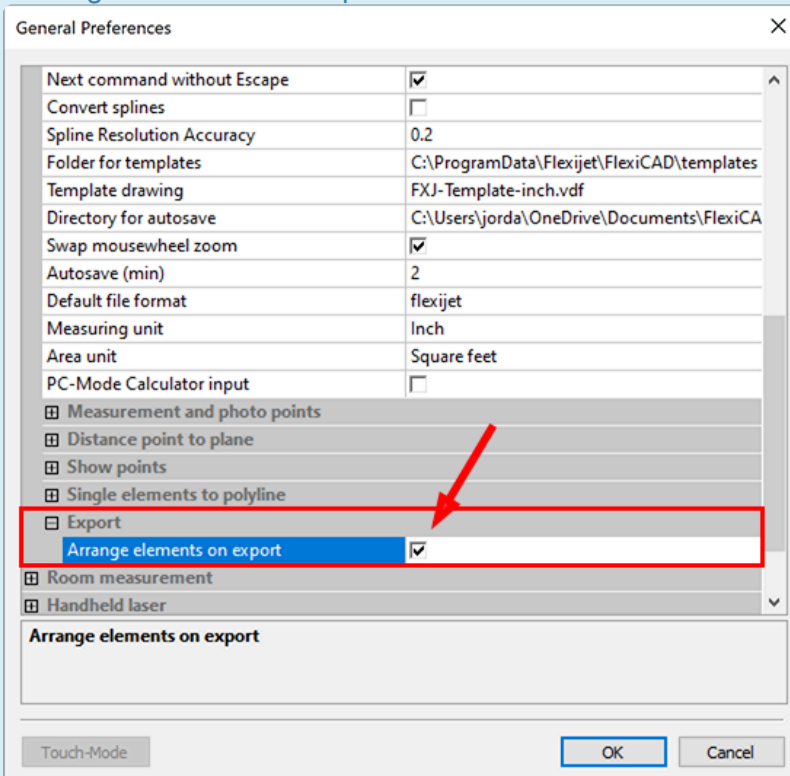 General Preferences
Next command without Escape
Convert splines
Spline Resolution Accuracy 0.2
Folder for templates C:\ProgramData\Flexijet\FlexiCAD\templates
Template drawing FXJ-Template-inch.vdf
Directory for autosave C:\Users\jorda\OneDrive\Documents\FlexiCA
Swap mousewheel zoom
Autosave (min) 2
Default file format flexijet
Measuring unit Inch
Area unit Square feet
PC-Mode Calculator input
Measurement and photo points
Distance point to plane
Show points
Single elements to polyline
Export
Arrange elements on export
Room measurement
Handheld laser
Arrange elements on export
Touch-Mode OK Cancel